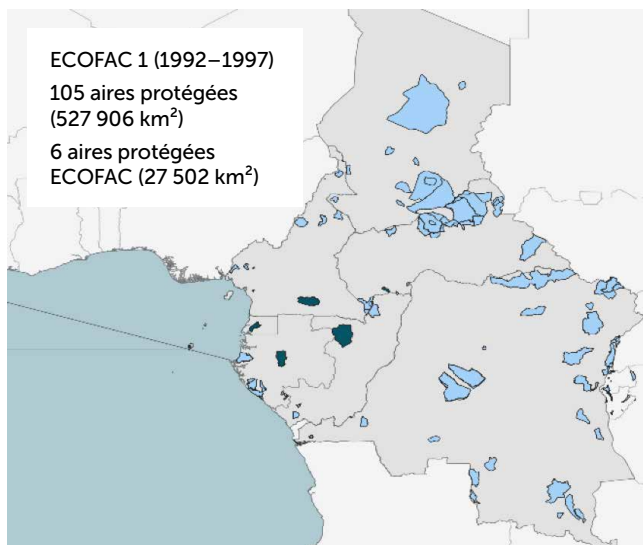 ECOFAC 1 (1992–1997)
105 aires protégées
(527 906 km²)
6 aires protégées
ECOFAC (27 502 km²)